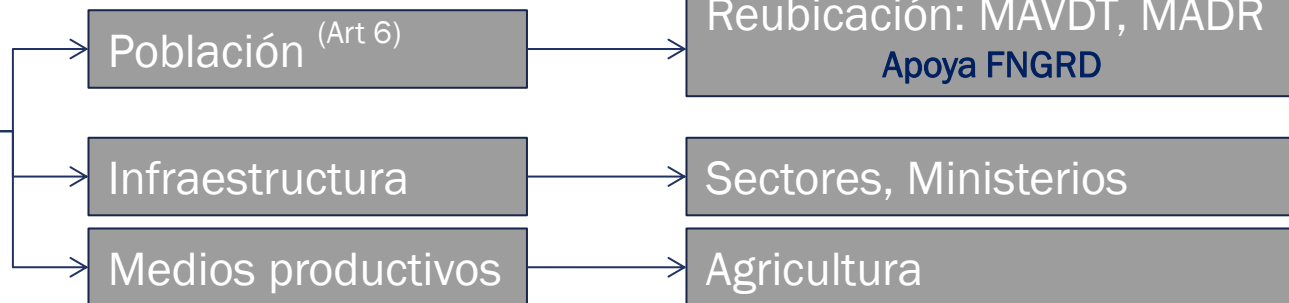 Población (Art 6)
Reubicación: MAVDT, MADR
Apoya FNGRD
Infraestructura
Sectores, Ministerios
Medios productivos
Agricultura